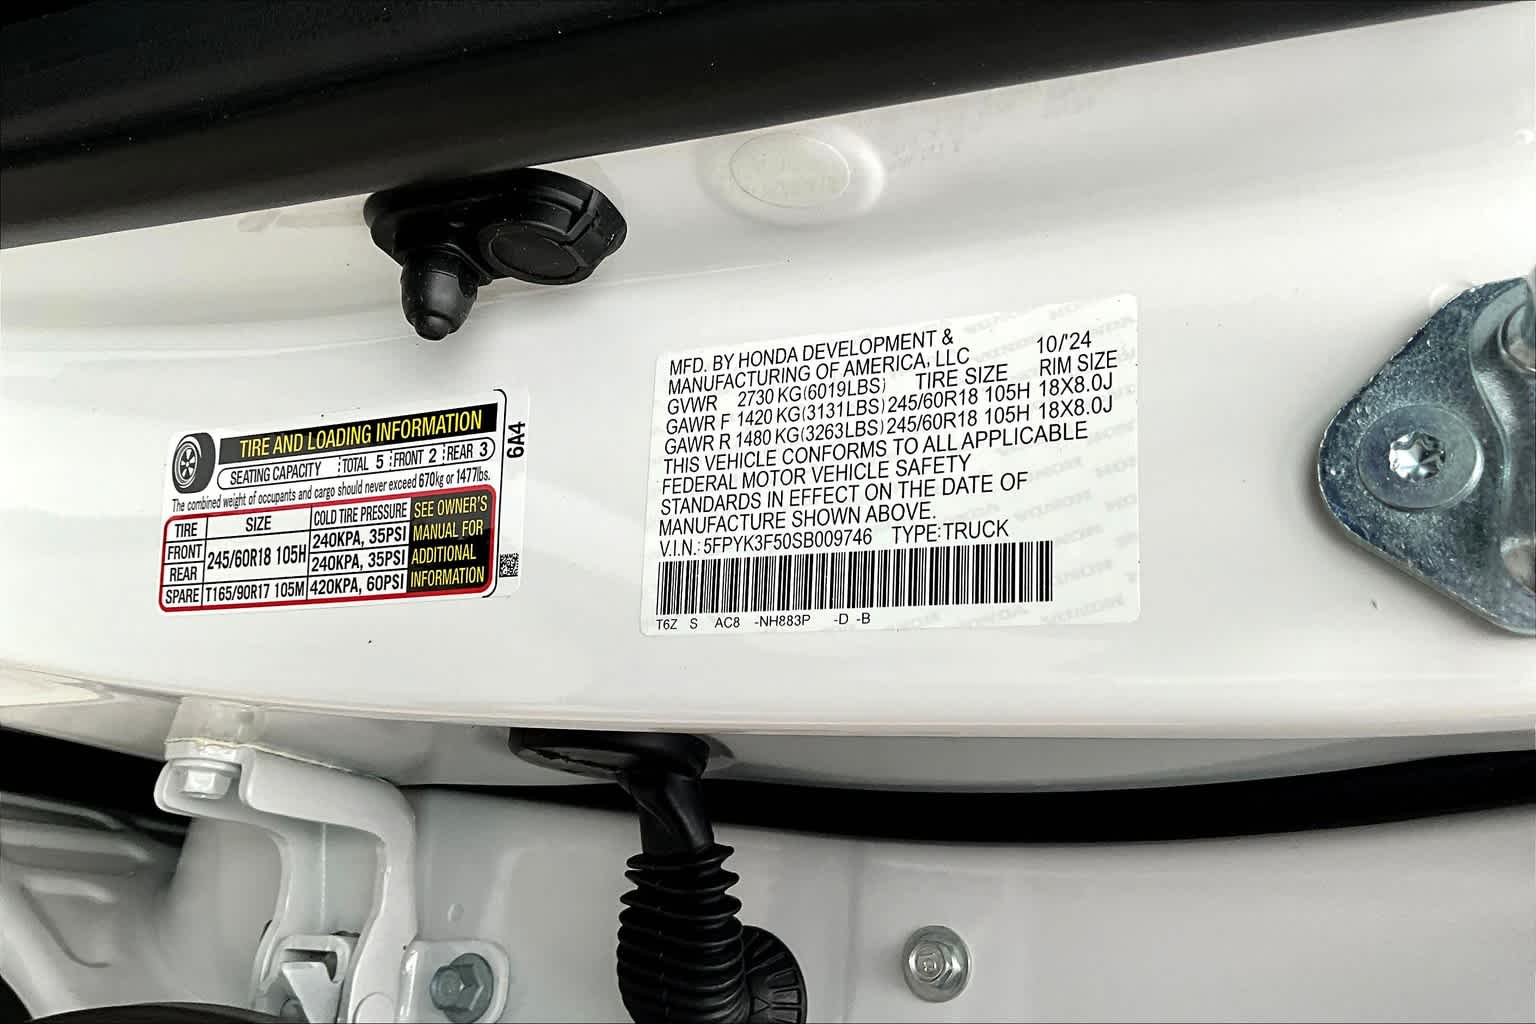 TIRE AND LOADING INFORMATION
SEATING CAPACITY TOTAL 5 FRONT 2 REAR 3
The combined weight of occupants and cargo should never exceed 670kg or 1477lbs.
TIRE SIZE COLD TIRE PRESSURE
FRONT 245/60R18 105H 240KPA, 35PSI
REAR 240KPA, 35PSI
SPARE T165/90R17 105M 420KPA, 60PSI
SEE OWNER'S
MANUAL FOR
ADDITIONAL
INFORMATION
6A4
MFD. BY HONDA DEVELOPMENT &
MANUFACTURING OF AMERICA, LLC 10/'24
GVWR 2730 KG(6019LBS) TIRE SIZE RIM SIZE
GAWR F 1420 KG(3131LBS) 245/60R18 105H 18X8.0J
GAWR R 1480 KG(3263LBS) 245/60R18 105H 18X8.0J
THIS VEHICLE CONFORMS TO ALL APPLICABLE
FEDERAL MOTOR VEHICLE SAFETY
STANDARDS IN EFFECT ON THE DATE OF
MANUFACTURE SHOWN ABOVE.
V.I.N.: 5FPYK3F50SB009746 TYPE: TRUCK
T6Z S AC8 -NH883P -D -B